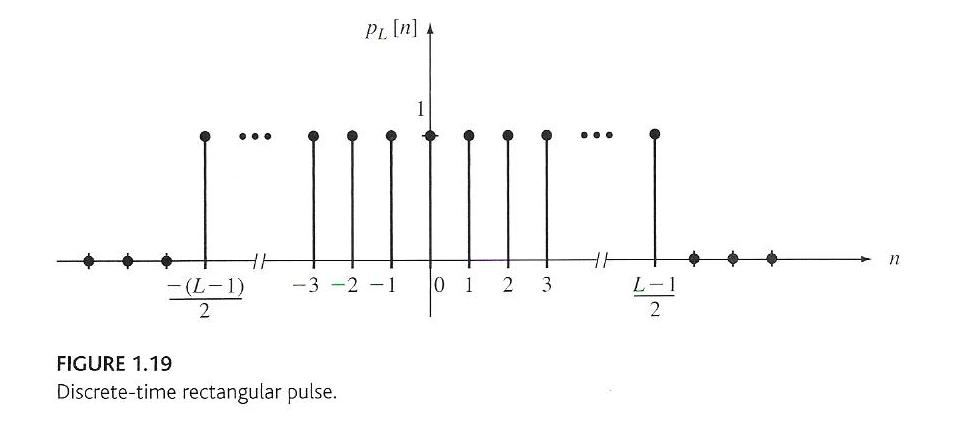 p_L [n]
1
... ...
n
-(L-1)/2 -3 -2 -1 0 1 2 3 L-1/2
FIGURE 1.19
Discrete-time rectangular pulse.